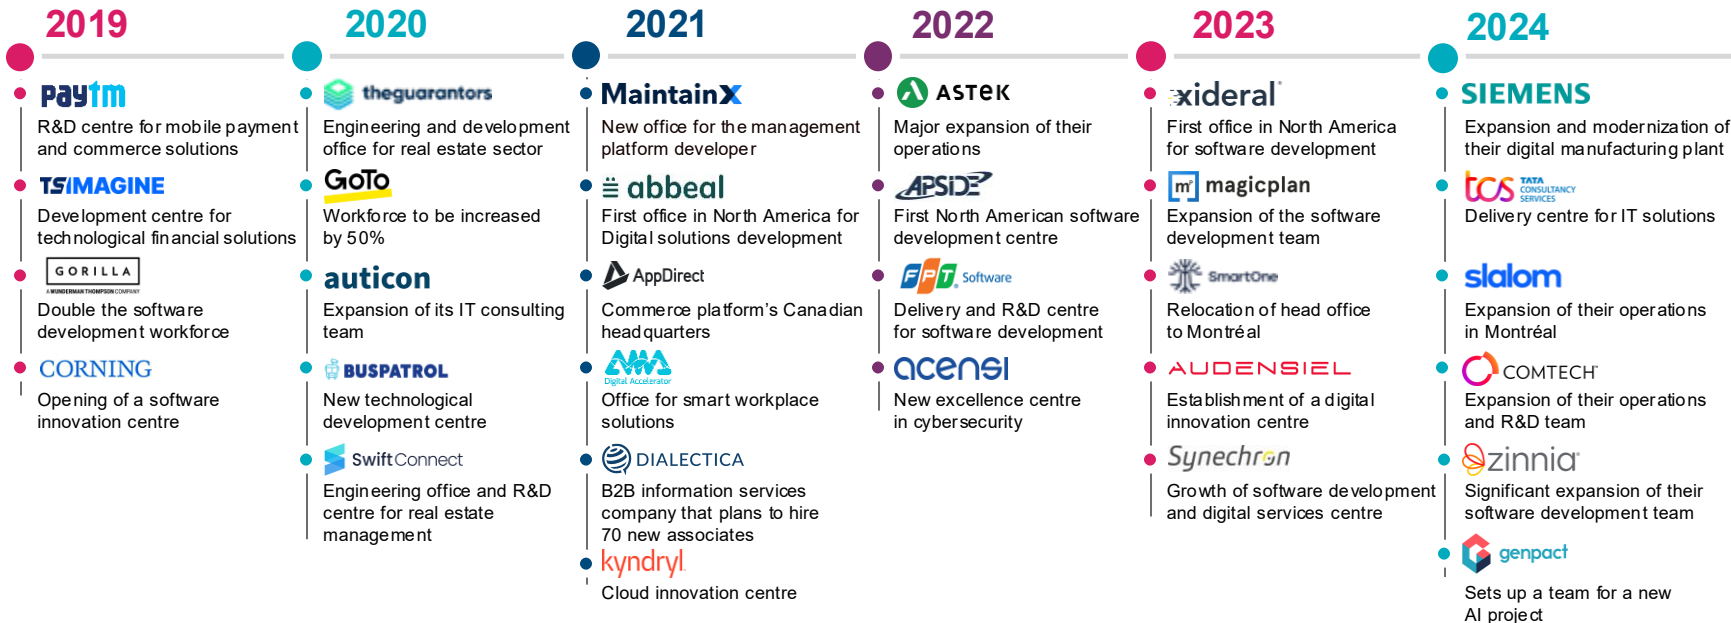 2019
paytm
R&D centre for mobile payment
and commerce solutions
TSIMAGINE
Development centre for
technological financial solutions
GORILLA
A WUNDERMAN THOMPSON COMPANY
Double the software
development workforce
CORNING
Opening of a software
innovation centre
2020
theguarantors
Engineering and development
office for real estate sector
GoTo
Workforce to be increased
by 50%
auticon
Expansion of its IT consulting
team
BUSPATROL
New technological
development centre
SwiftConnect
Engineering office and R&D
centre for real estate
management
2021
MaintainX
New office for the management
platform developer
abbeal
First office in North America for
Digital solutions development
AppDirect
Commerce platform's Canadian
headquarters
AMA
Digital Accelerator
Office for smart workplace
solutions
DIALECTICA
B2B information services
company that plans to hire
70 new associates
kyndryl
Cloud innovation centre
2022
ASTEK
Major expansion of their
operations
APSIDE
First North American software
development centre
FPT Software
Delivery and R&D centre
for software development
acensi
New excellence centre
in cybersecurity
2023
xideral
First office in North America
for software development
m² magicplan
Expansion of the software
development team
SmartOne
Relocation of head office
to Montréal
AUDENSIEL
Establishment of a digital
innovation centre
Synechron
Growth of software development
and digital services centre
2024
SIEMENS
Expansion and modernization of
their digital manufacturing plant
tcs TATA
CONSULTANCY
SERVICES
Delivery centre for IT solutions
slalom
Expansion of their operations
in Montréal
COMTECH
Expansion of their operations
and R&D team
zinnia
Significant expansion of their
software development team
genpact
Sets up a team for a new
AI project